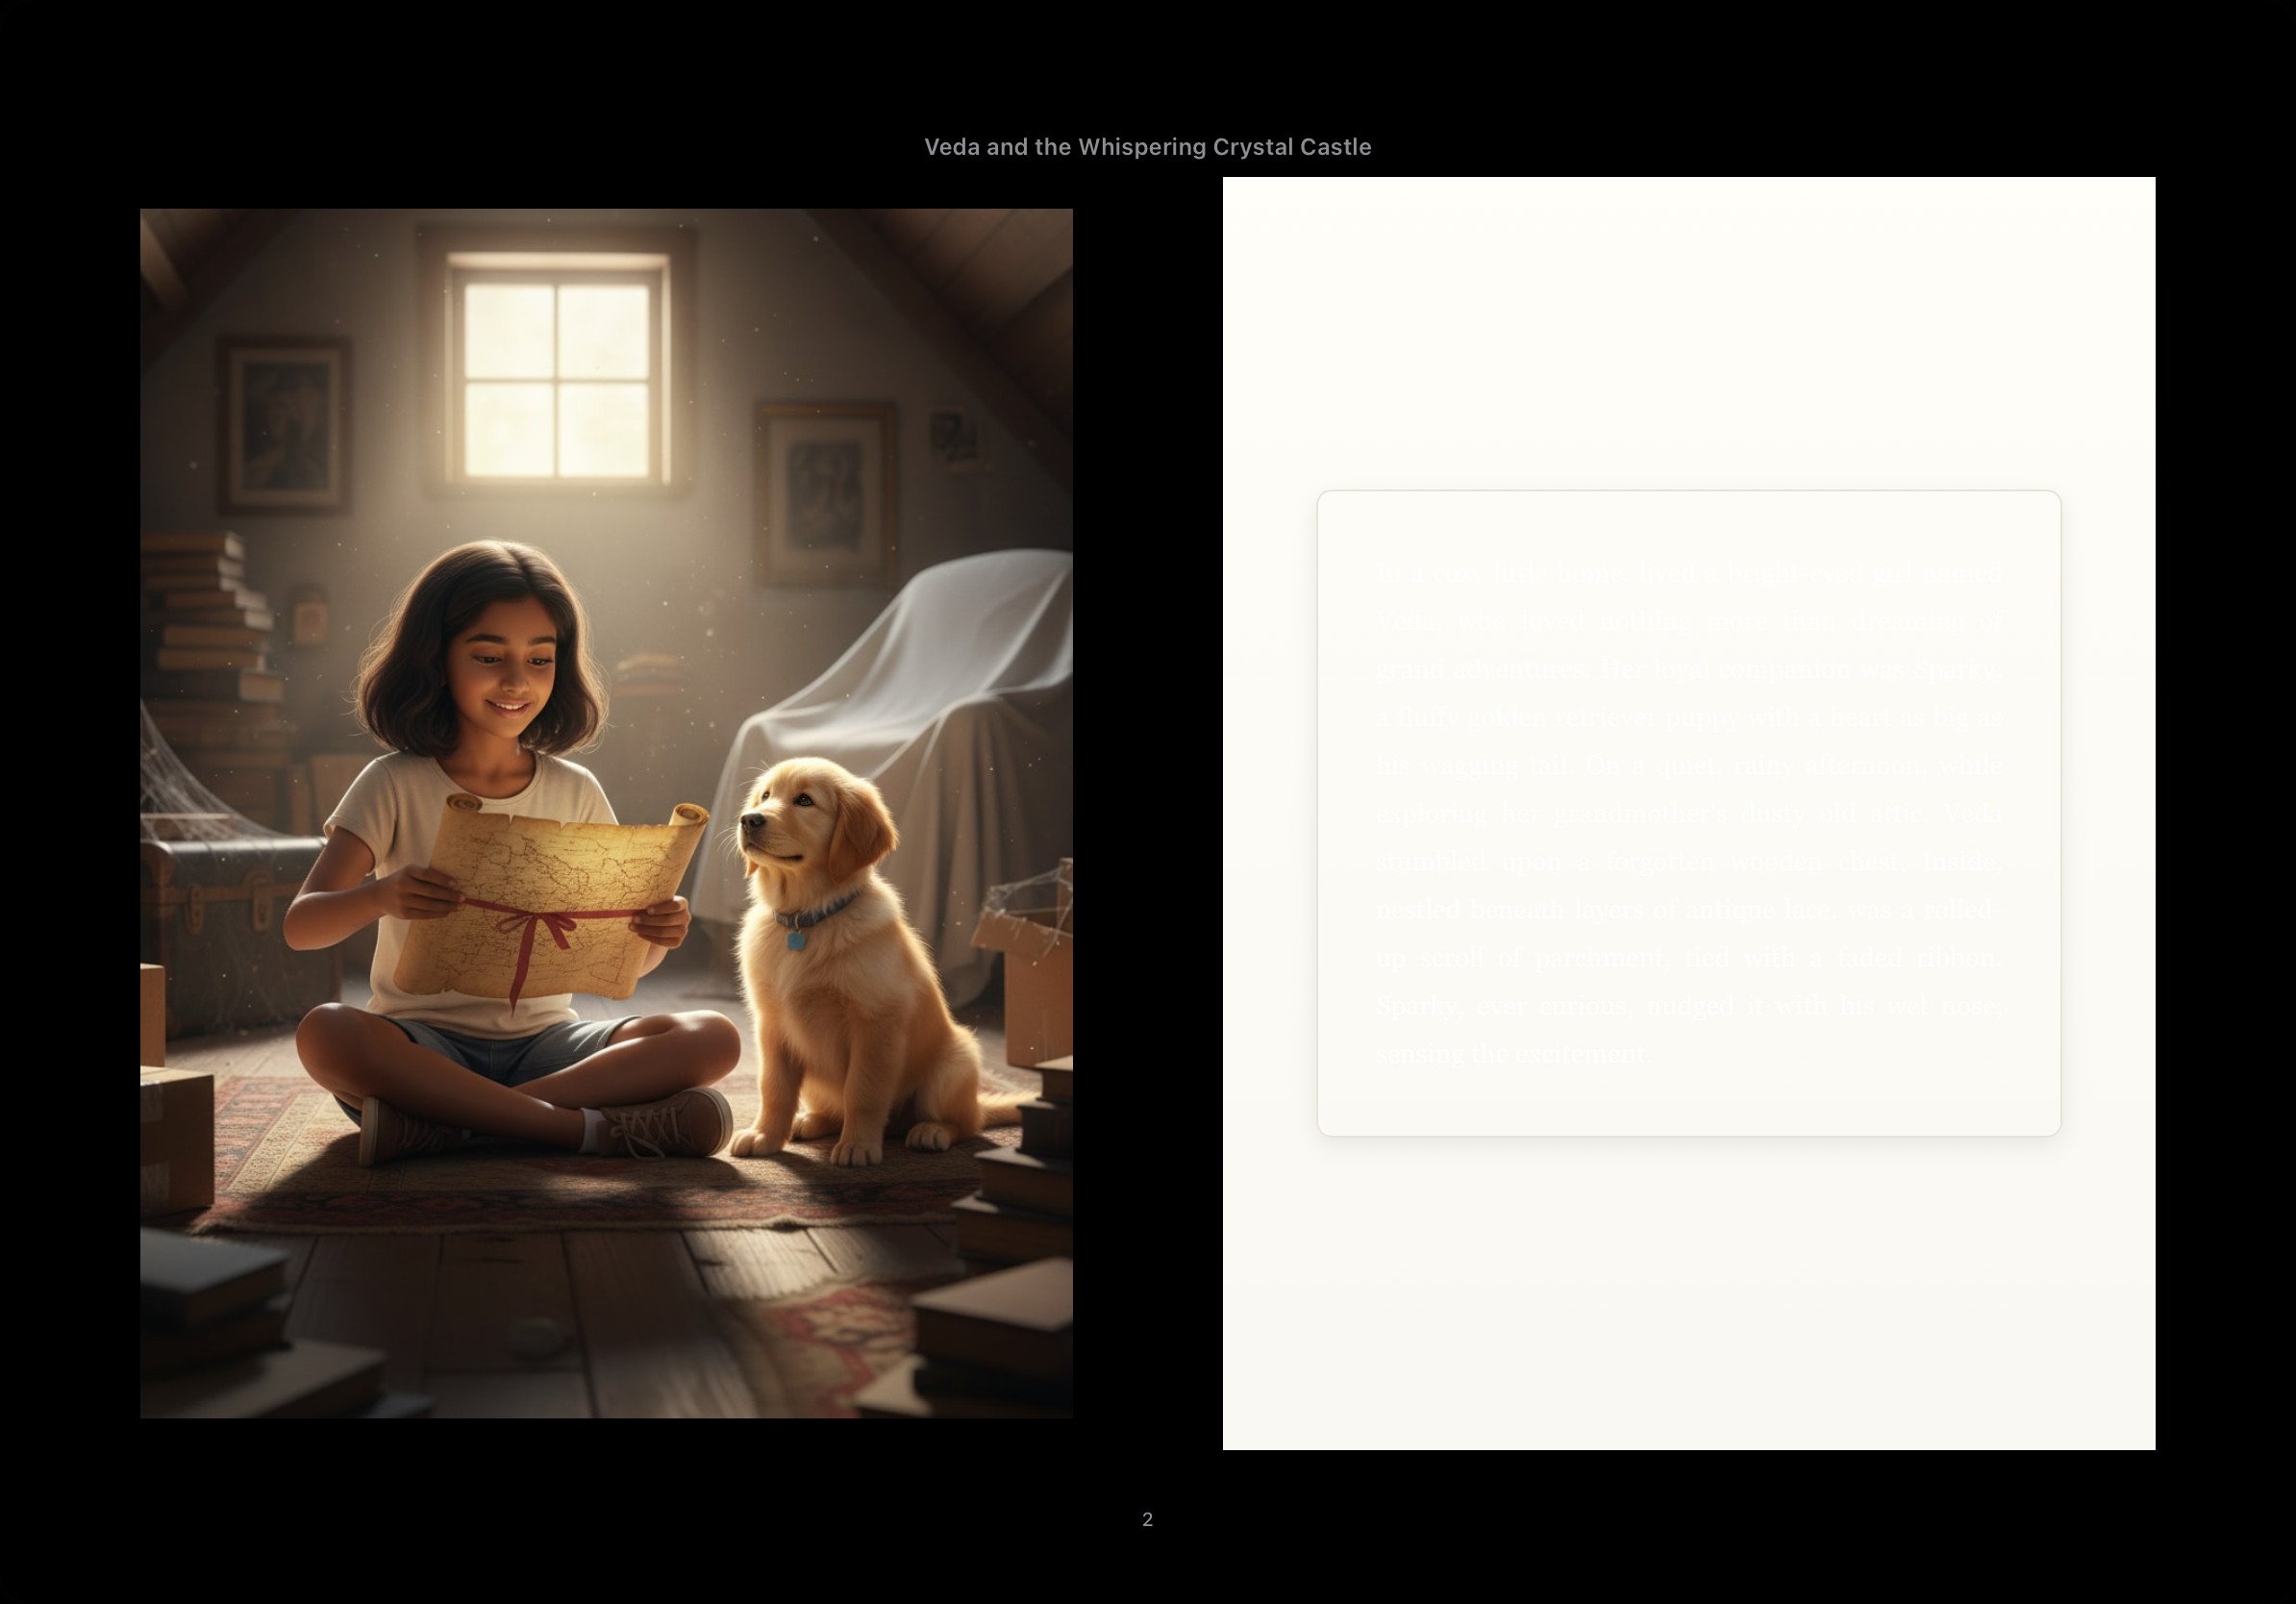 Veda and the Whispering Crystal Castle
In a cozy little home, lived a bright-eyed girl named
Veda, who loved nothing more than dreaming of
grand adventures. Her loyal companion was Sparky,
a fluffy golden retriever puppy with a heart as big as
his wagging tail. On a quiet, rainy afternoon, while
exploring her grandmother's dusty old attic, Veda
stumbled upon a forgotten wooden chest. Inside,
nestled beneath layers of antique lace, was a rolled-
up scroll of parchment, tied with a faded ribbon.
Sparky, ever curious, nudged it with his wet nose,
sensing the excitement.
2